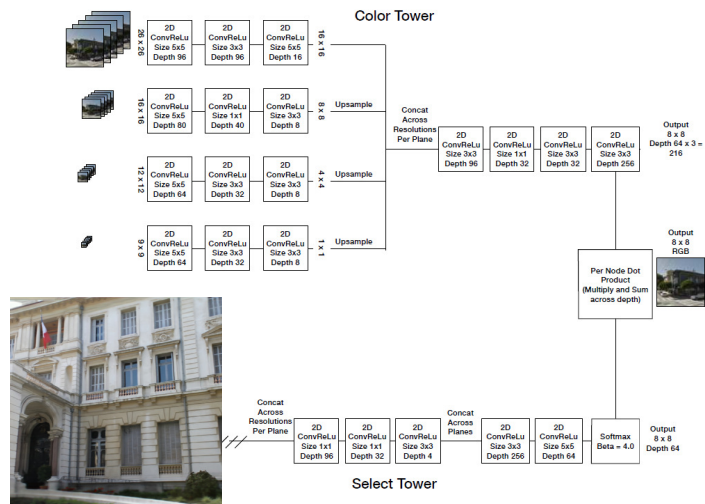 Color Tower
26 x 26
2D
ConvReLu
Size 5x5
Depth 96
2D
ConvReLu
Size 3x3
Depth 96
2D
ConvReLu
Size 5x5
Depth 16
16 x 16
16 x 16
2D
ConvReLu
Size 5x5
Depth 80
2D
ConvReLu
Size 1x1
Depth 40
2D
ConvReLu
Size 3x3
Depth 8
8 x 8
Upsample
12 x 12
2D
ConvReLu
Size 5x5
Depth 64
2D
ConvReLu
Size 3x3
Depth 32
2D
ConvReLu
Size 3x3
Depth 8
4 x 4
Upsample
9 x 9
2D
ConvReLu
Size 5x5
Depth 64
2D
ConvReLu
Size 3x3
Depth 32
2D
ConvReLu
Size 3x3
Depth 8
1 x 1
Upsample
Concat
Across
Resolutions
Per Plane
2D
ConvReLu
Size 3x3
Depth 96
2D
ConvReLu
Size 1x1
Depth 32
2D
ConvReLu
Size 3x3
Depth 32
2D
ConvReLu
Size 3x3
Depth 256
Output
8 x 8
Depth 64 x 3 =
216
Per Node Dot
Product
(Multiply and Sum
across depth)
Output
8 x 8
RGB
Concat
Across
Resolutions
Per Plane
2D
ConvReLu
Size 1x1
Depth 96
2D
ConvReLu
Size 1x1
Depth 32
2D
ConvReLu
Size 3x3
Depth 4
Concat
Across
Planes
2D
ConvReLu
Size 3x3
Depth 256
2D
ConvReLu
Size 5x5
Depth 64
Softmax
Beta = 4.0
Output
8 x 8
Depth 64
Select Tower